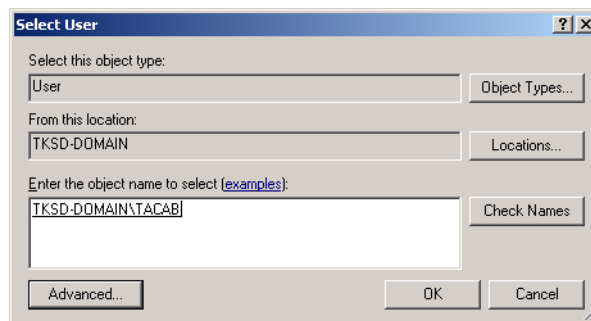 Select User
Select this object type:
User
Object Types...
From this location:
TKSD-DOMAIN
Locations...
Enter the object name to select (examples):
TKSD-DOMAIN\TACAB
Check Names
Advanced...
OK
Cancel